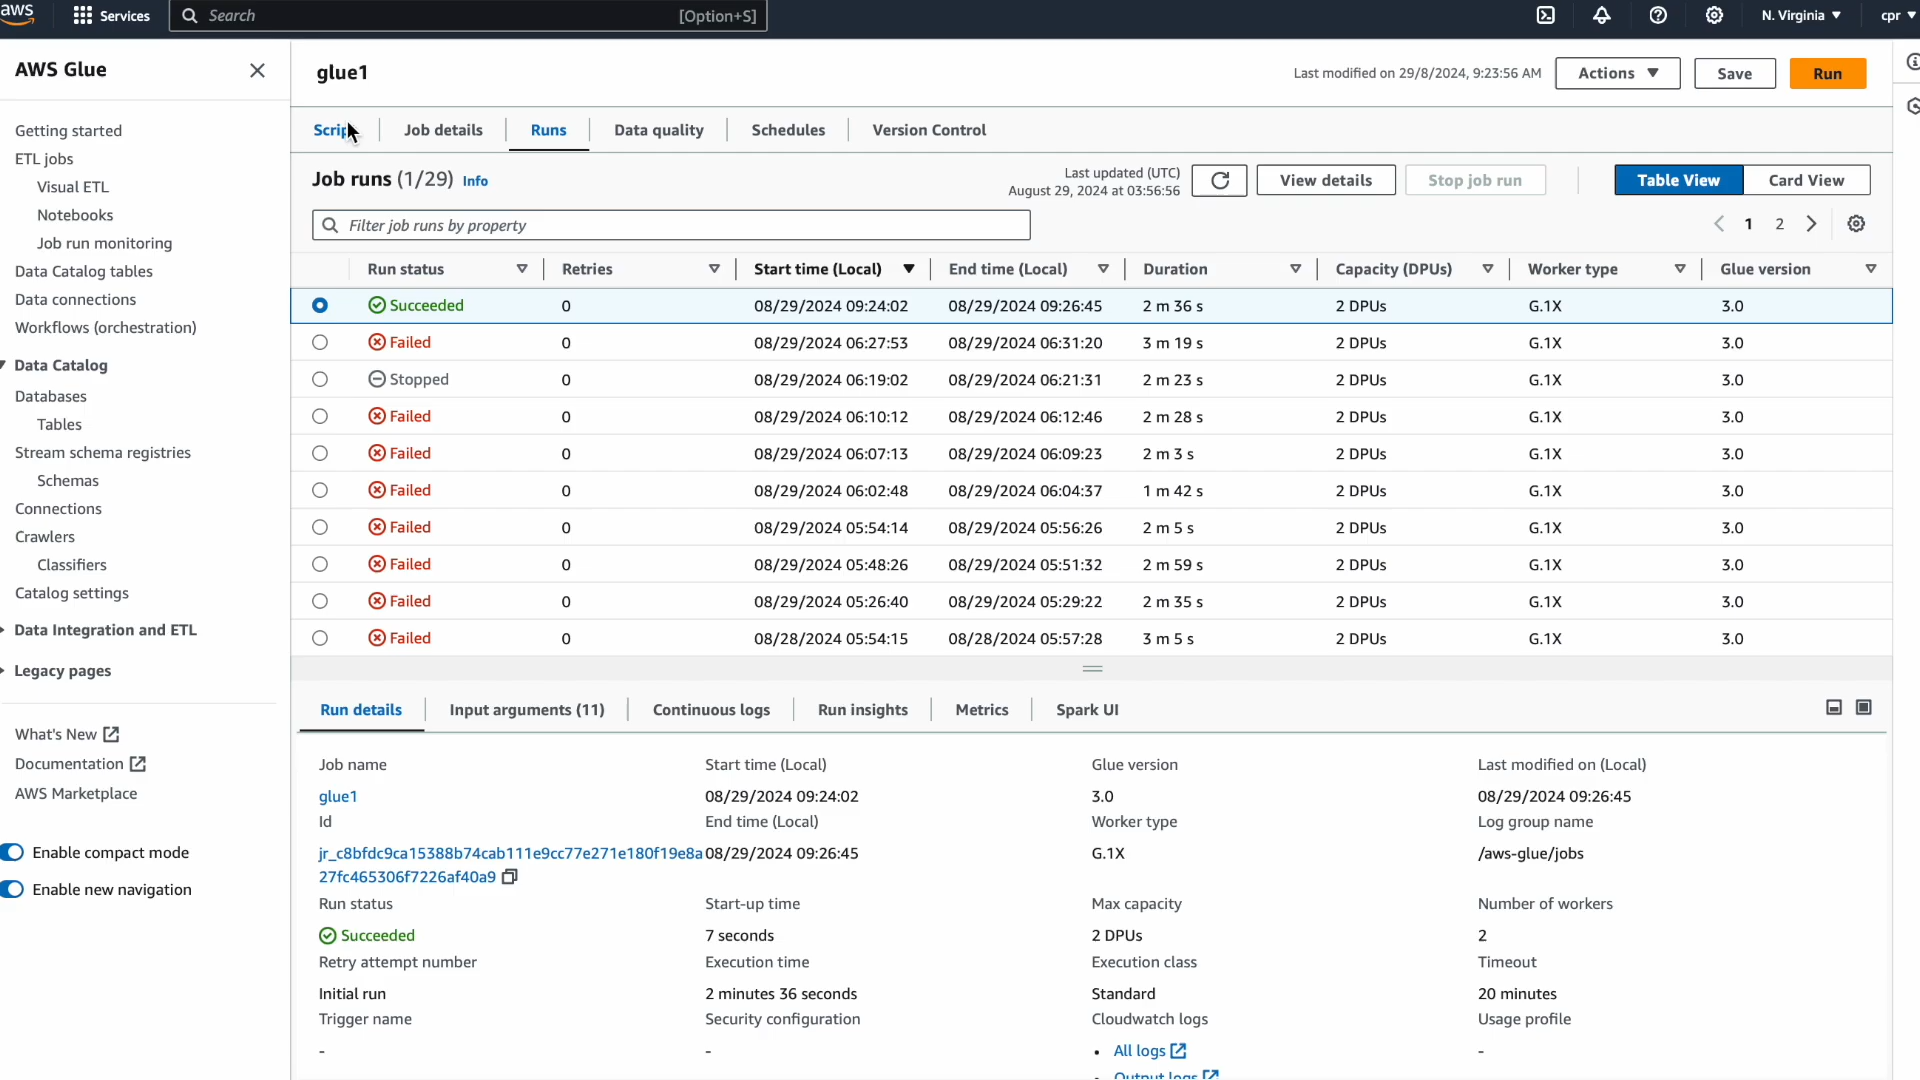 aws
Services
Search
[Option+S]
N. Virginia
cpr
AWS Glue
Getting started
ETL jobs
Visual ETL
Notebooks
Job run monitoring
Data Catalog tables
Data connections
Workflows (orchestration)
Data Catalog
Databases
Tables
Stream schema registries
Schemas
Connections
Crawlers
Classifiers
Catalog settings
Data Integration and ETL
Legacy pages
What's New
Documentation
AWS Marketplace
Enable compact mode
Enable new navigation
glue1
Last modified on 29/8/2024, 9:23:56 AM
Actions
Save
Run
Job details
Runs
Data quality
Schedules
Version Control
Job runs (1/29) Info
Last updated (UTC)
August 29, 2024 at 03:56:56
View details
Stop job run
Table View
Card View
Filter job runs by property
1 2
Run status Retries Start time (Local) End time (Local) Duration Capacity (DPUs) Worker type Glue version
Succeeded 0 08/29/2024 09:24:02 08/29/2024 09:26:45 2 m 36 s 2 DPUs G.1X 3.0
Failed 0 08/29/2024 06:27:53 08/29/2024 06:31:20 3 m 19 s 2 DPUs G.1X 3.0
Stopped 0 08/29/2024 06:19:02 08/29/2024 06:21:31 2 m 23 s 2 DPUs G.1X 3.0
Failed 0 08/29/2024 06:10:12 08/29/2024 06:12:46 2 m 28 s 2 DPUs G.1X 3.0
Failed 0 08/29/2024 06:07:13 08/29/2024 06:09:23 2 m 3 s 2 DPUs G.1X 3.0
Failed 0 08/29/2024 06:02:48 08/29/2024 06:04:37 1 m 42 s 2 DPUs G.1X 3.0
Failed 0 08/29/2024 05:54:14 08/29/2024 05:56:26 2 m 5 s 2 DPUs G.1X 3.0
Failed 0 08/29/2024 05:48:26 08/29/2024 05:51:32 2 m 59 s 2 DPUs G.1X 3.0
Failed 0 08/29/2024 05:26:40 08/29/2024 05:29:22 2 m 35 s 2 DPUs G.1X 3.0
Failed 0 08/28/2024 05:54:15 08/28/2024 05:57:28 3 m 5 s 2 DPUs G.1X 3.0
Run details
Input arguments (11)
Continuous logs
Run insights
Metrics
Spark UI
Job name Start time (Local) Glue version Last modified on (Local)
glue1 08/29/2024 09:24:02 3.0 08/29/2024 09:26:45
Id End time (Local) Worker type Log group name
jr_c8bfdc9ca15388b74cab111e9cc77e271e180f19e8a 08/29/2024 09:26:45 G.1X /aws-glue/jobs
27fc465306f7226af40a9
Run status Start-up time Max capacity Number of workers
Succeeded 7 seconds 2 DPUs 2
Retry attempt number Execution time Execution class Timeout
Initial run 2 minutes 36 seconds Standard 20 minutes
Trigger name Security configuration Cloudwatch logs Usage profile
- - • All logs -
• Output logs